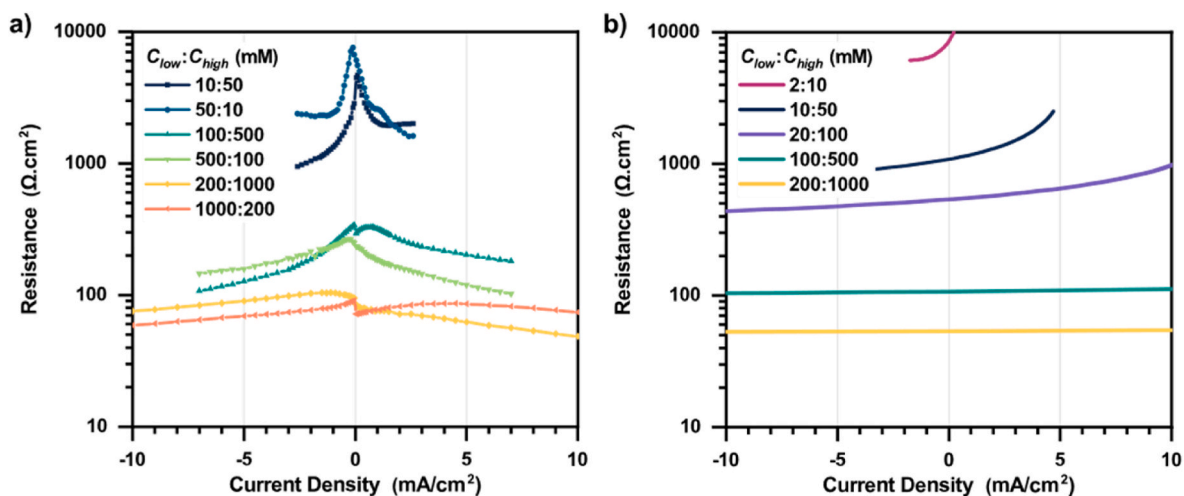 a)
Resistance (Ω.cm²)
10000
1000
100
10
C_low:C_high (mM)
10:50
50:10
100:500
500:100
200:1000
1000:200
-10 -5 0 5 10
Current Density (mA/cm²)
b)
Resistance (Ω.cm²)
10000
1000
100
10
C_low:C_high (mM)
2:10
10:50
20:100
100:500
200:1000
-10 -5 0 5 10
Current Density (mA/cm²)